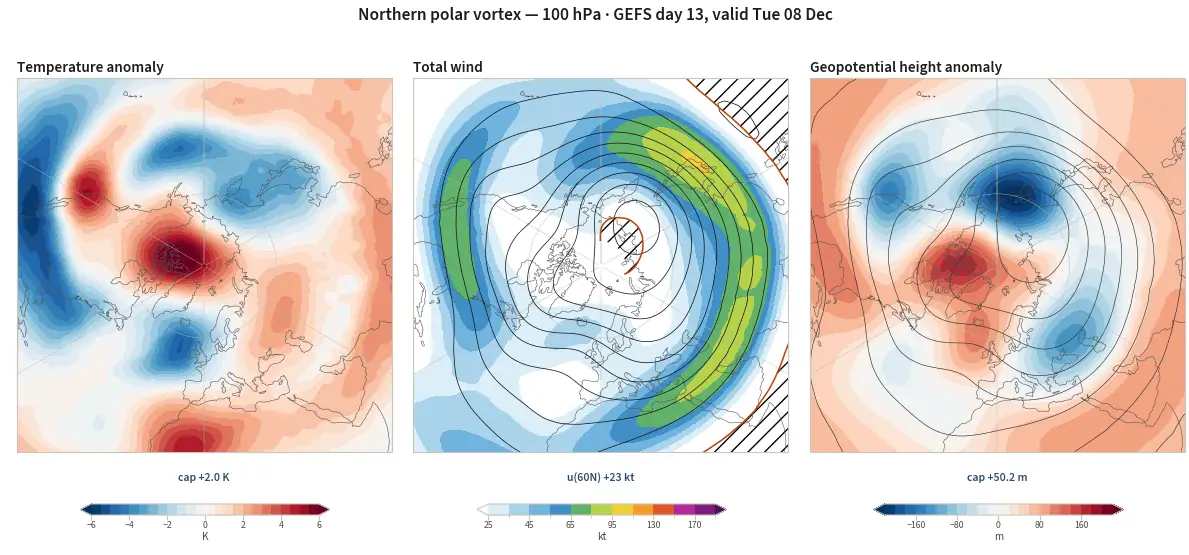 Northern polar vortex — 100 hPa · GEFS day 13, valid Tue 08 Dec
Temperature anomaly
Total wind
Geopotential height anomaly
cap +2.0 K
u(60N) +23 kt
cap +50.2 m
−6 −4 −2 0 2 4 6
K
25 45 65 95 130 170
kt
−160 −80 0 80 160
m